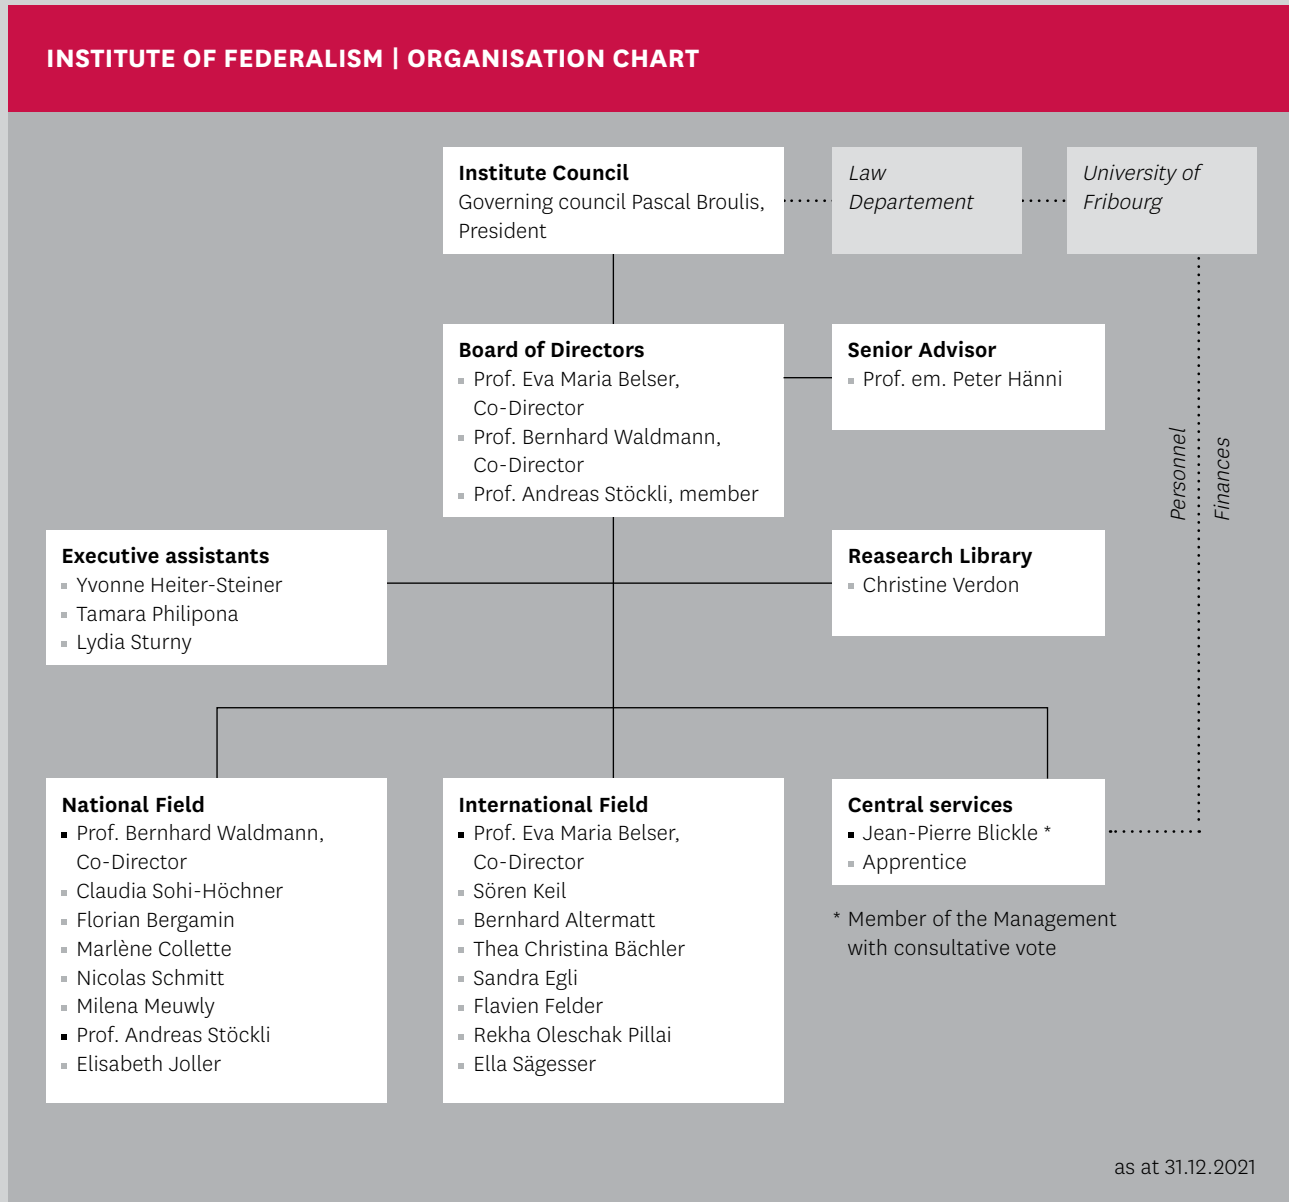 INSTITUTE OF FEDERALISM | ORGANISATION CHART
Institute Council
Governing council Pascal Broulis,
President
Law
Departement
University of
Fribourg
Board of Directors
Prof. Eva Maria Belser,
Co-Director
Prof. Bernhard Waldmann,
Co-Director
Prof. Andreas Stöckli, member
Senior Advisor
Prof. em. Peter Hänni
Personnel
Finances
Executive assistants
Yvonne Heiter-Steiner
Tamara Philipona
Lydia Sturny
Reasearch Library
Christine Verdon
National Field
Prof. Bernhard Waldmann,
Co-Director
Claudia Sohi-Höchner
Florian Bergamin
Marlène Collette
Nicolas Schmitt
Milena Meuwly
Prof. Andreas Stöckli
Elisabeth Joller
International Field
Prof. Eva Maria Belser,
Co-Director
Sören Keil
Bernhard Altermatt
Thea Christina Bächler
Sandra Egli
Flavien Felder
Rekha Oleschak Pillai
Ella Sägesser
Central services
Jean-Pierre Blickle *
Apprentice
* Member of the Management
with consultative vote
as at 31.12.2021